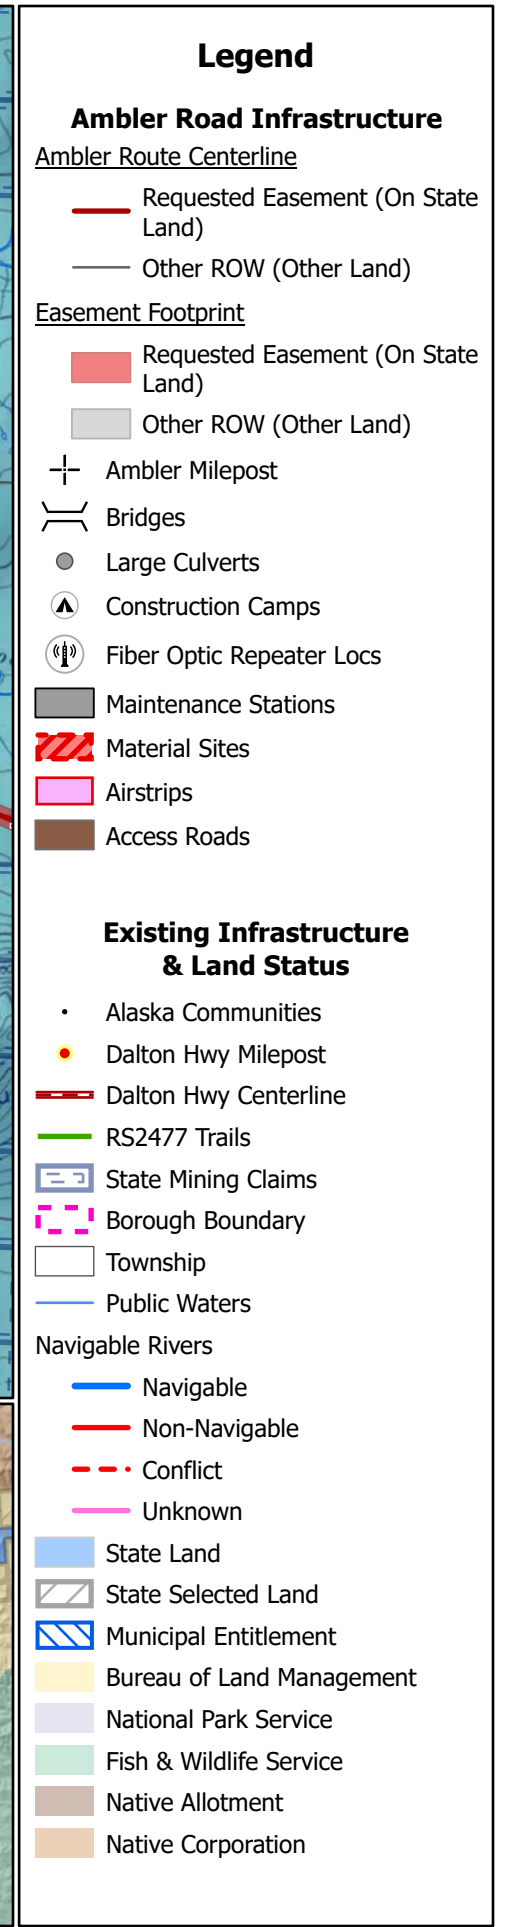 Legend
Ambler Road Infrastructure
Ambler Route Centerline
Requested Easement (On State
Land)
Other ROW (Other Land)
Easement Footprint
Requested Easement (On State
Land)
Other ROW (Other Land)
Ambler Milepost
Bridges
Large Culverts
Construction Camps
Fiber Optic Repeater Locs
Maintenance Stations
Material Sites
Airstrips
Access Roads
Existing Infrastructure
& Land Status
Alaska Communities
Dalton Hwy Milepost
Dalton Hwy Centerline
RS2477 Trails
State Mining Claims
Borough Boundary
Township
Public Waters
Navigable Rivers
Navigable
Non-Navigable
Conflict
Unknown
State Land
State Selected Land
Municipal Entitlement
Bureau of Land Management
National Park Service
Fish & Wildlife Service
Native Allotment
Native Corporation